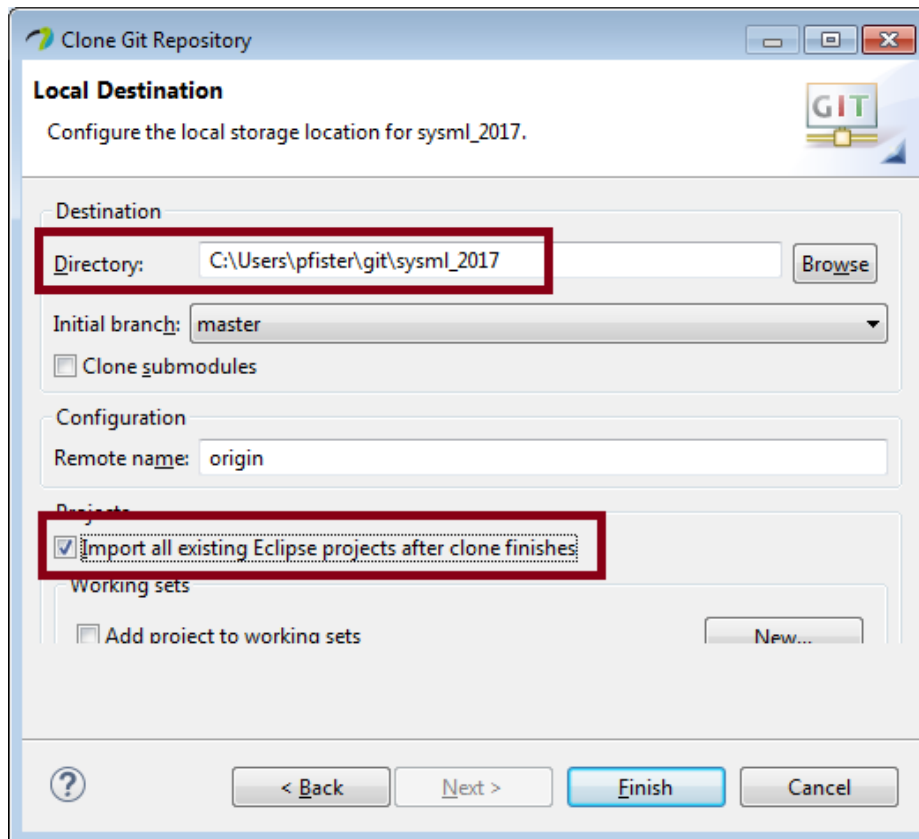 Clone Git Repository
Local Destination
Configure the local storage location for sysml_2017.
GIT
Destination
Directory: C:\Users\pfister\git\sysml_2017 Browse
Initial branch: master
Clone submodules
Configuration
Remote name: origin
Projects
Import all existing Eclipse projects after clone finishes
Working sets
Add project to working sets New...
? < Back Next > Finish Cancel